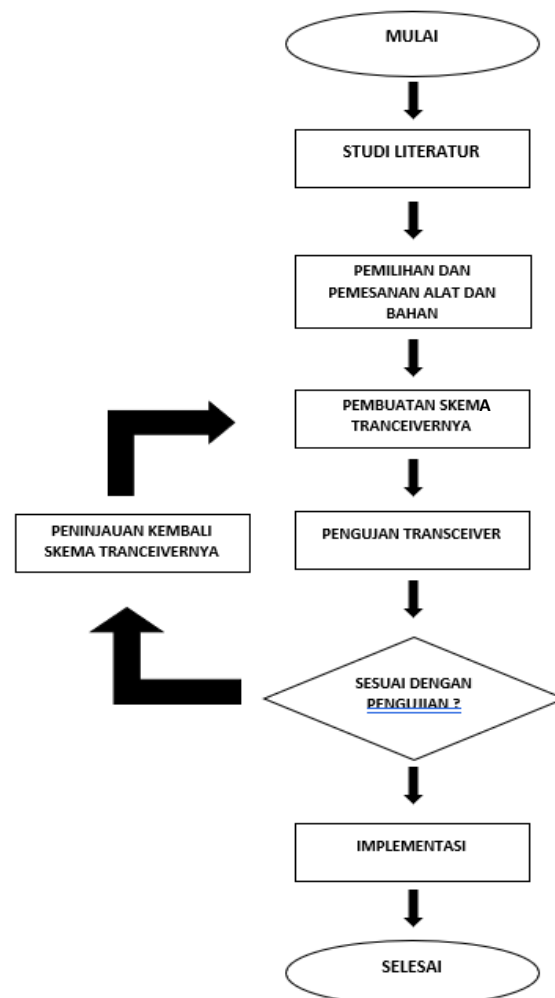 MULAI
STUDI LITERATUR
PEMILIHAN DAN
PEMESANAN ALAT DAN
BAHAN
PEMBUATAN SKEMA
TRANCEIVERNYA
PENINJAUAN KEMBALI
SKEMA TRANCEIVERNYA
PENGUJAN TRANSCEIVER
SESUAI DENGAN
PENGUJIAN ?
IMPLEMENTASI
SELESAI